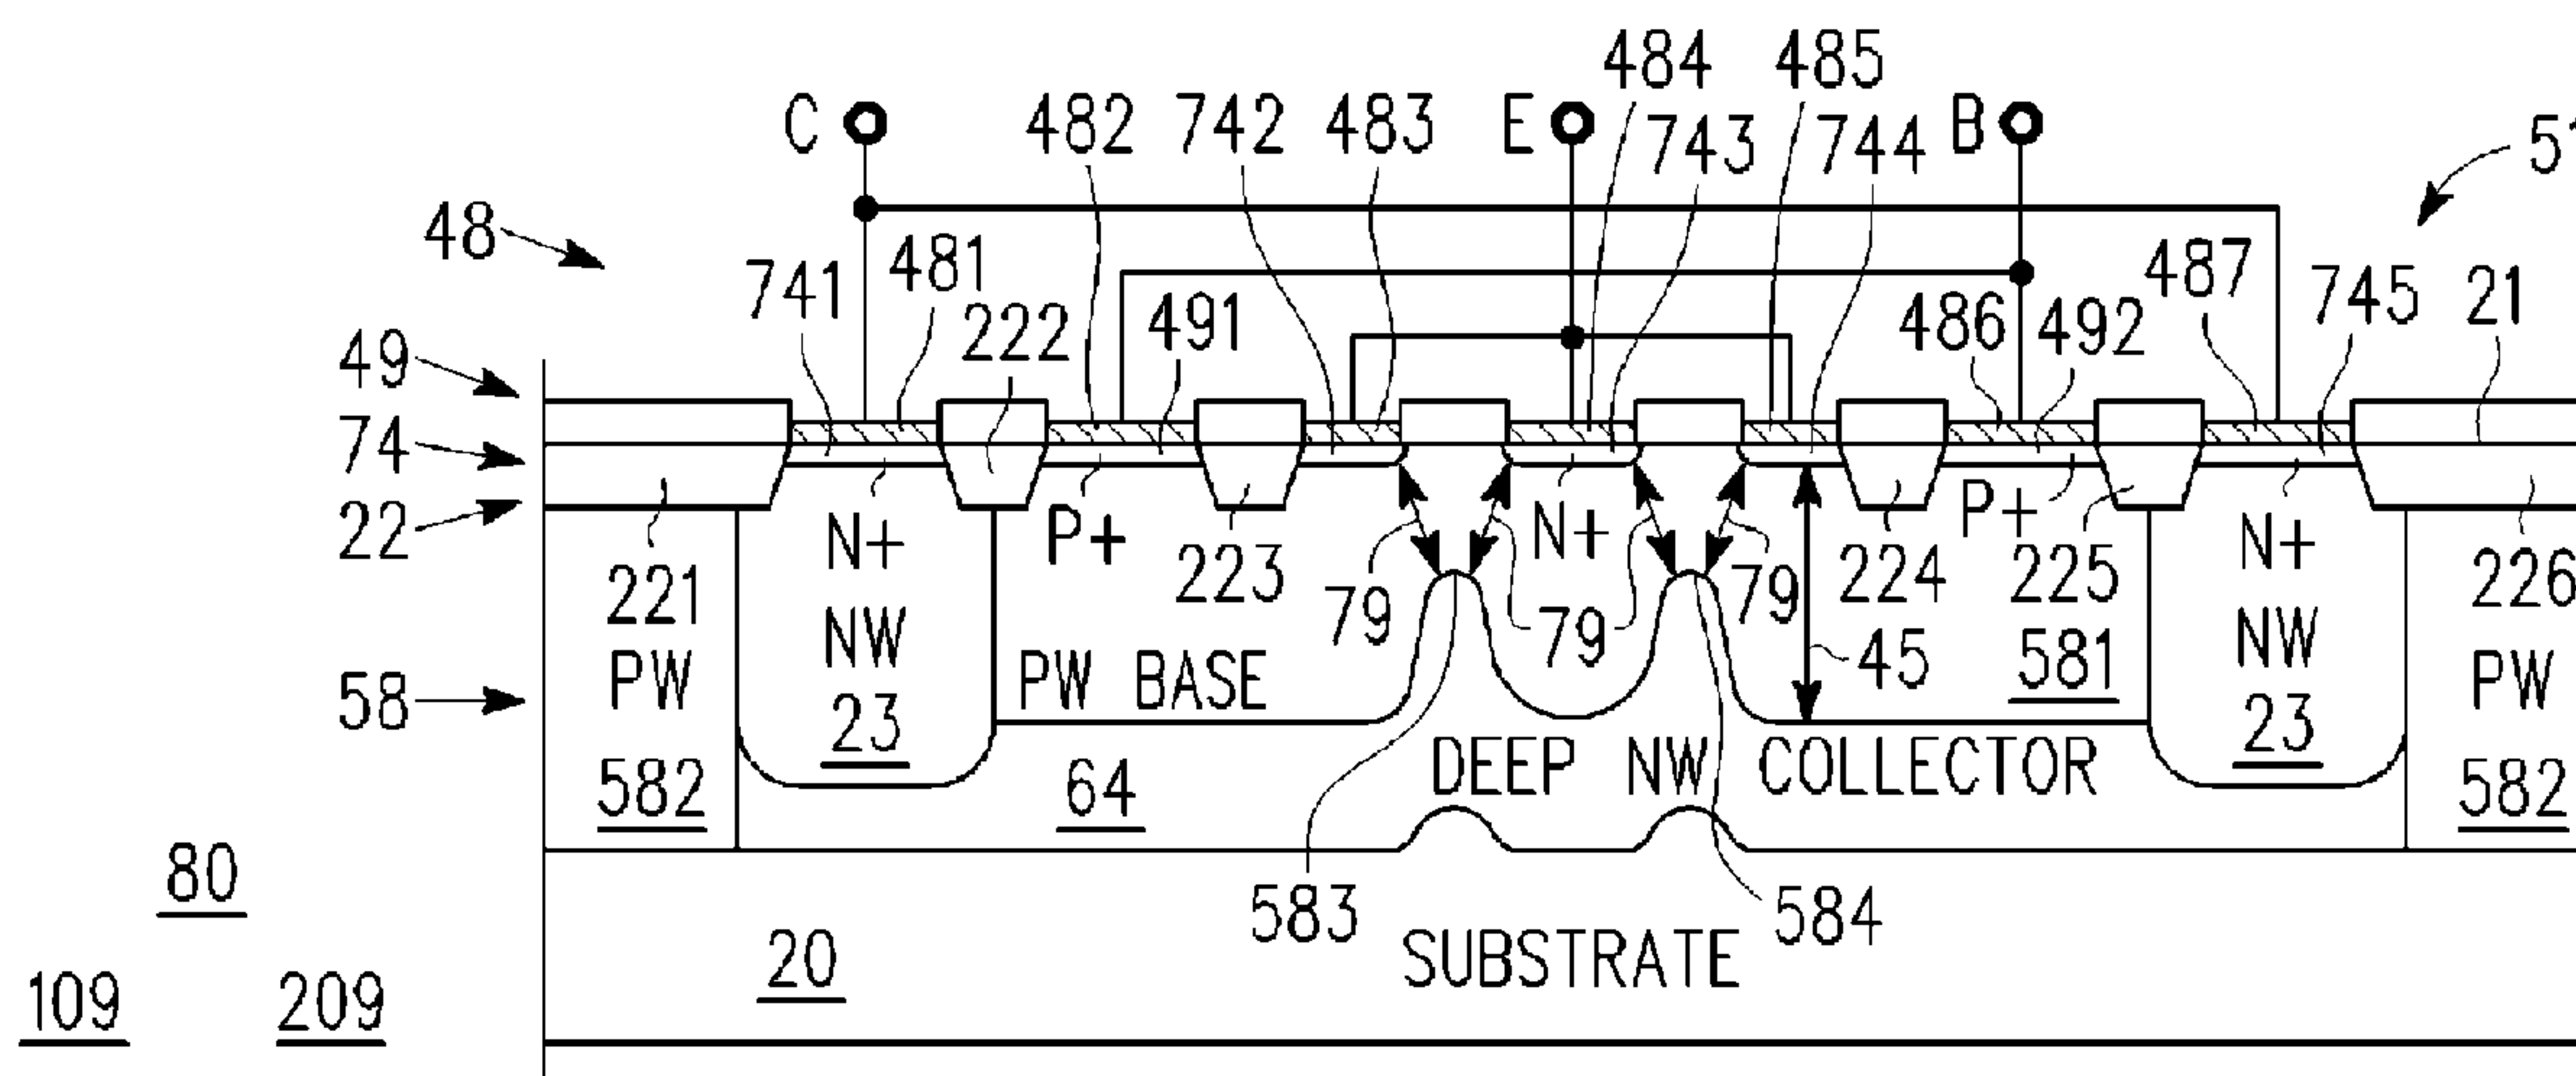 484 485
C 482 742 483 E 743 744 B 51
48
741 481 487 745 21
222 491 486 492
49
74
22
N+ P+ 223 79 N+ 79 224 P+ 225 N+ 226
221 79 45 581
58
PW NW PW BASE NW PW
23 DEEP NW COLLECTOR 23
582 64 582
80
583 584
20 SUBSTRATE
109 209